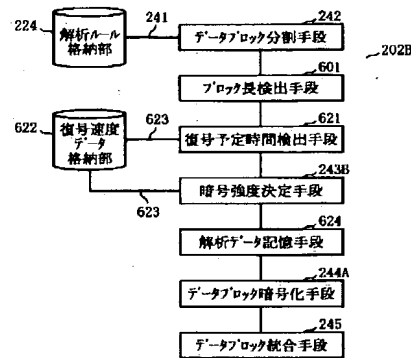 224
解析ルール
格納部
241
242
データブロック分割手段
202B
601
ブロック長検出手段
622
復号速度
データ
格納部
623
621
復号予定時間検出手段
623
243B
暗号強度決定手段
624
解析データ記憶手段
244A
データブロック暗号化手段
245
データブロック統合手段